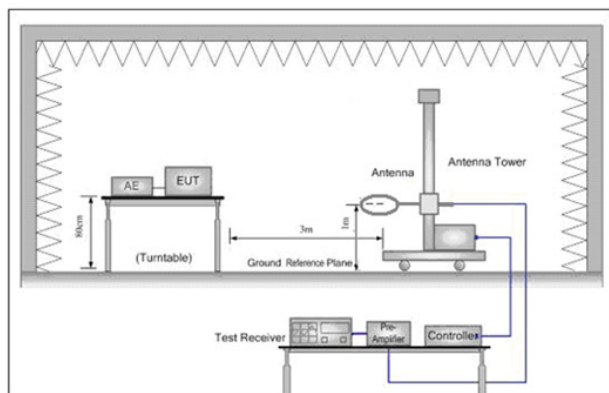 Antenna
Antenna Tower
AE
EUT
80cm
(Turntable)
3m
1m
Ground Reference Plane
Test Receiver
Pre-
Amplifier
Controller